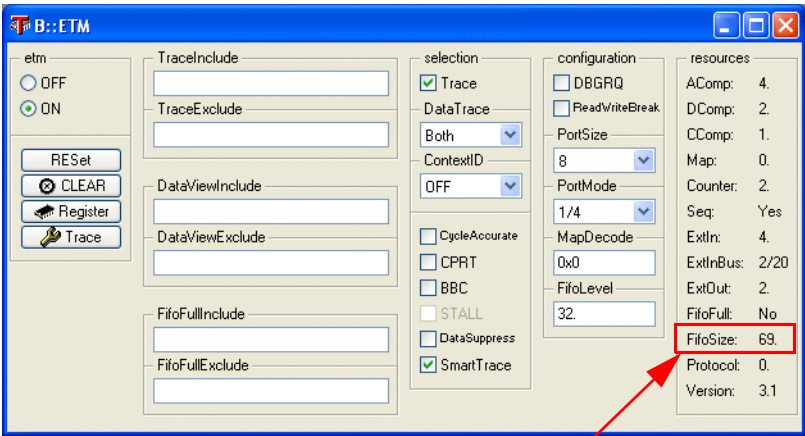 B::ETM
etm
OFF
ON
RESet
CLEAR
Register
Trace
TraceInclude
TraceExclude
DataViewInclude
DataViewExclude
FifoFullInclude
FifoFullExclude
selection
Trace
DataTrace
Both
ContextID
OFF
CycleAccurate
CPRT
BBC
STALL
DataSuppress
SmartTrace
configuration
DBGRQ
ReadWriteBreak
PortSize
8
PortMode
1/4
MapDecode
0x0
FifoLevel
32.
resources
AComp: 4.
DComp: 2.
CComp: 1.
Map: 0.
Counter: 2.
Seq: Yes
ExtIn: 4.
ExtInBus: 2/20
ExtOut: 2.
FifoFull: No
FifoSize: 69.
Protocol: 0.
Version: 3.1